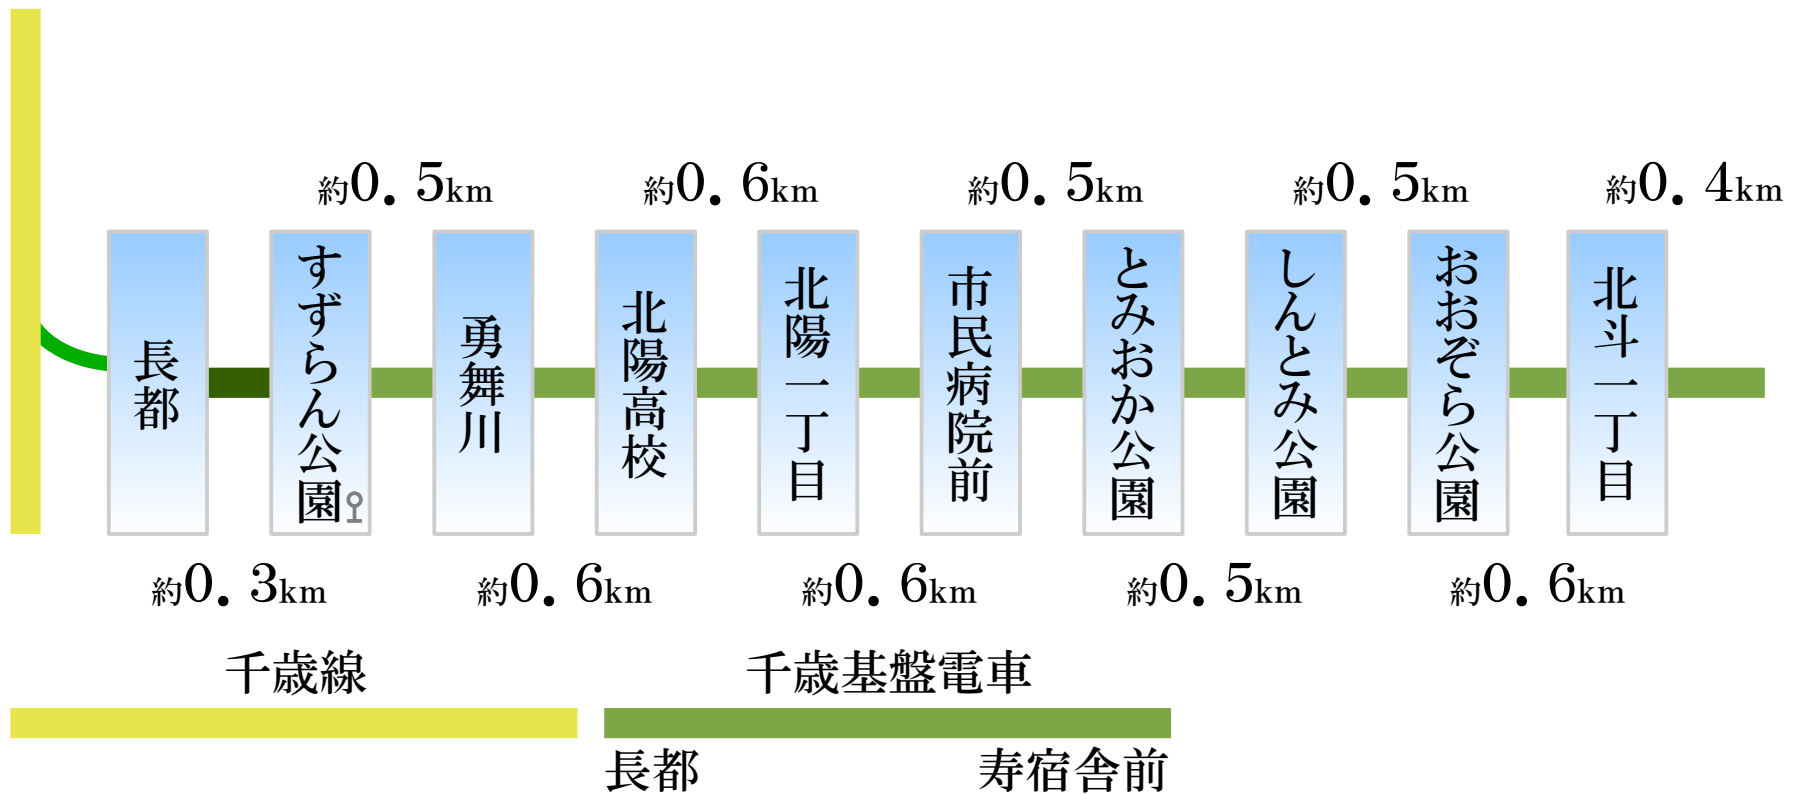 約0.5km
約0.6km
約0.5km
約0.5km
約0.4km
長都
すずらん公園
勇舞川
北陽高校
北陽一丁目
市民病院前
とみおか公園
しんとみ公園
おおぞら公園
北斗一丁目
約0.3km
約0.6km
約0.6km
約0.5km
約0.6km
千歳線
千歳基盤電車
長都
寿宿舎前